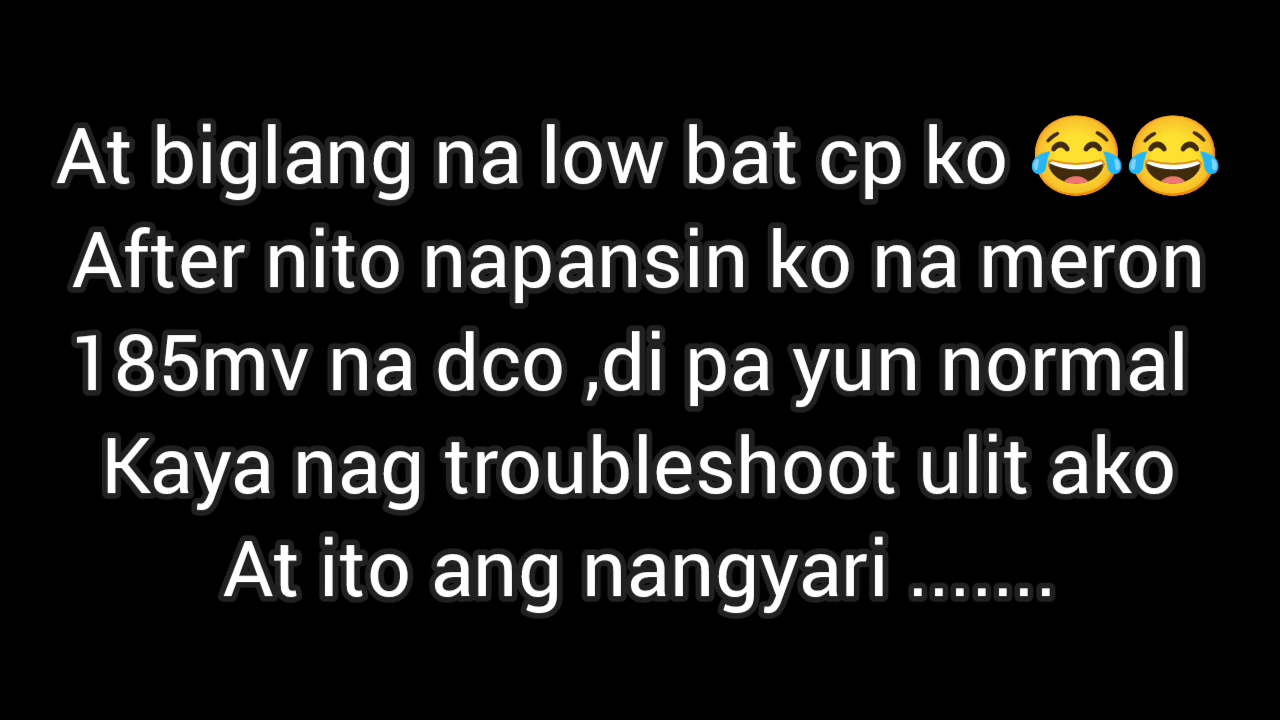 At biglang na low bat cp ko 😂😂
After nito napansin ko na meron
185mv na dco ,di pa yun normal
Kaya nag troubleshoot ulit ako
At ito ang nangyari .......